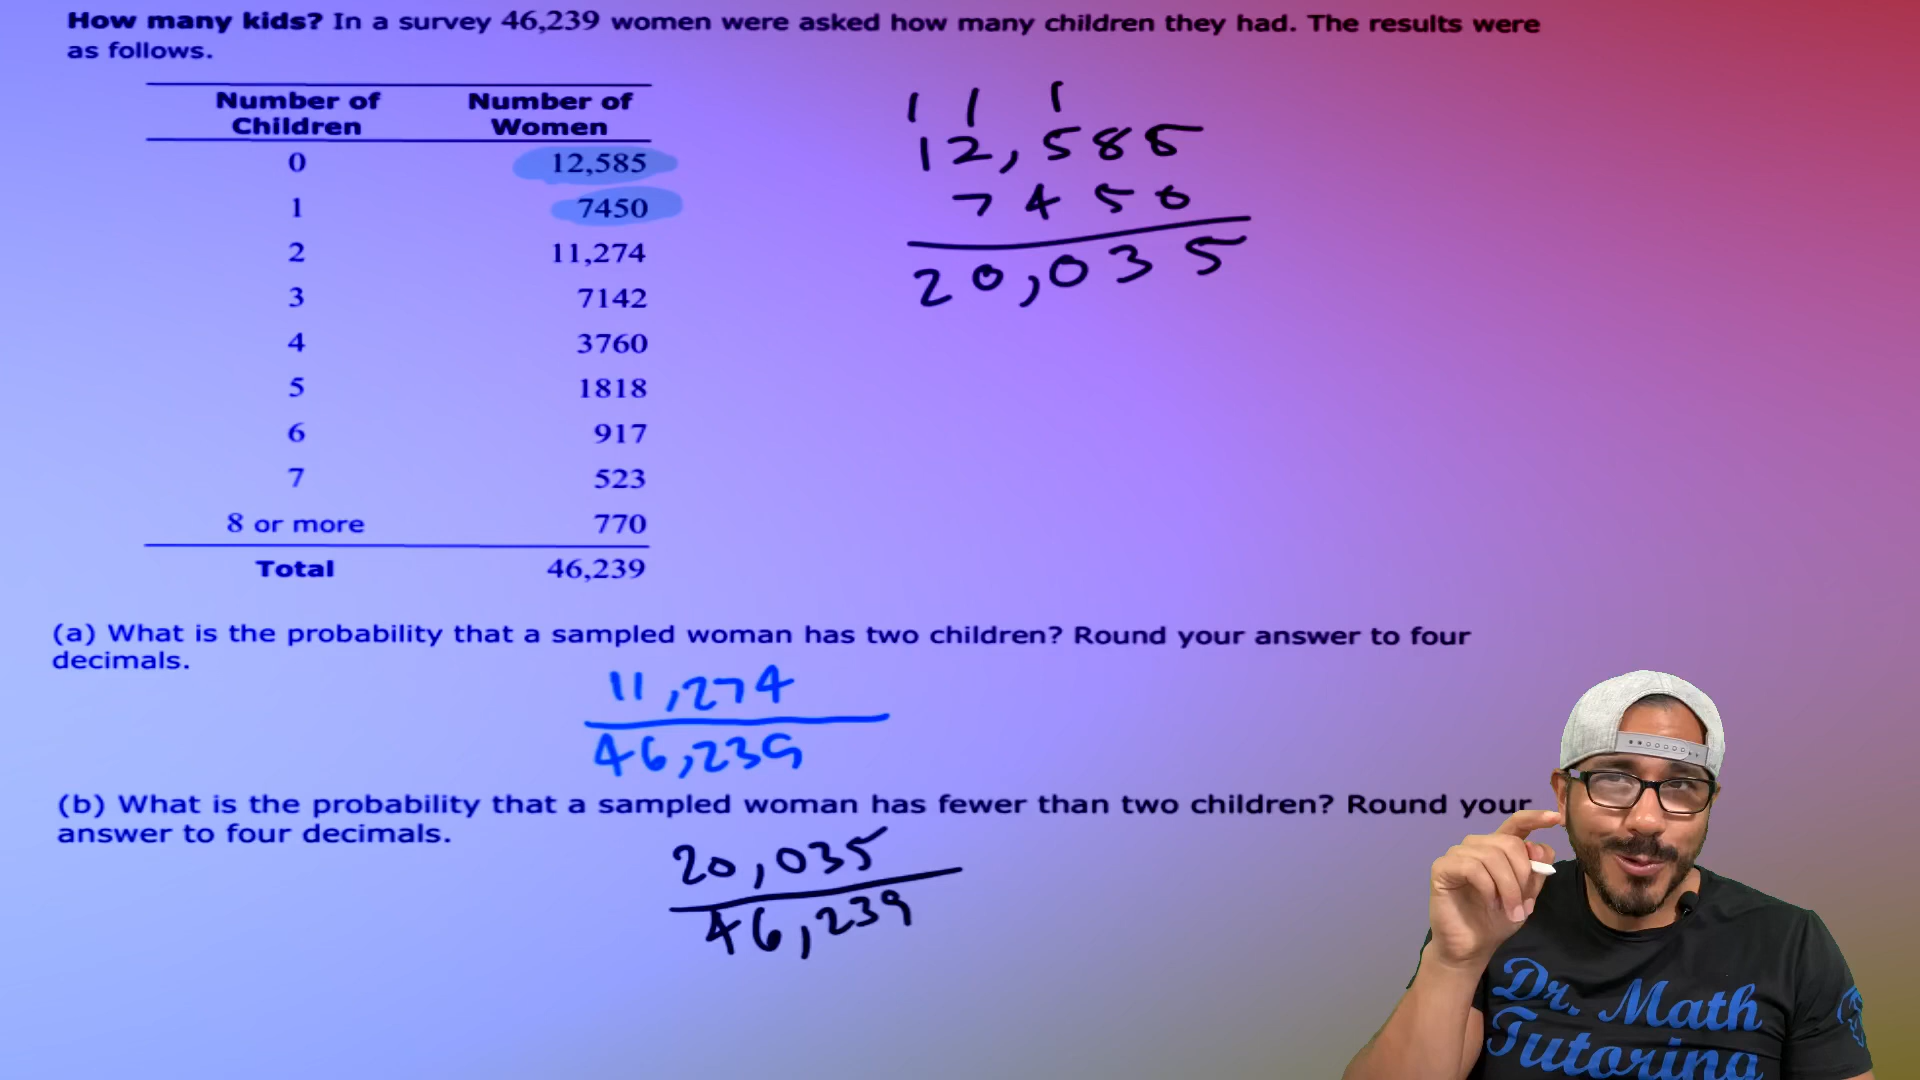 How many kids? In a survey 46,239 women were asked how many children they had. The results were
as follows.
Number of Children Number of Women
0 12,585
1 7450
2 11,274
3 7142
4 3760
5 1818
6 917
7 523
8 or more 770
Total 46,239
1 1 1
12,585
7450
20,035
(a) What is the probability that a sampled woman has two children? Round your answer to four
decimals.
11,274
46,239
(b) What is the probability that a sampled woman has fewer than two children? Round your
answer to four decimals.
20,035
46,239
Dr. Math
Tutoring